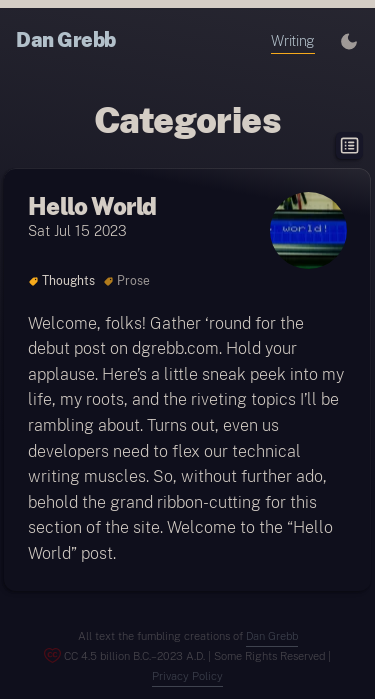 Dan Grebb
Writing
Categories
Hello World
Sat Jul 15 2023
world!
Thoughts Prose
Welcome, folks! Gather ‘round for the
debut post on dgrebb.com. Hold your
applause. Here’s a little sneak peek into my
life, my roots, and the riveting topics I’ll be
rambling about. Turns out, even us
developers need to flex our technical
writing muscles. So, without further ado,
behold the grand ribbon-cutting for this
section of the site. Welcome to the “Hello
World” post.
All text the fumbling creations of Dan Grebb
CC 4.5 billion B.C.–2023 A.D. | Some Rights Reserved |
Privacy Policy